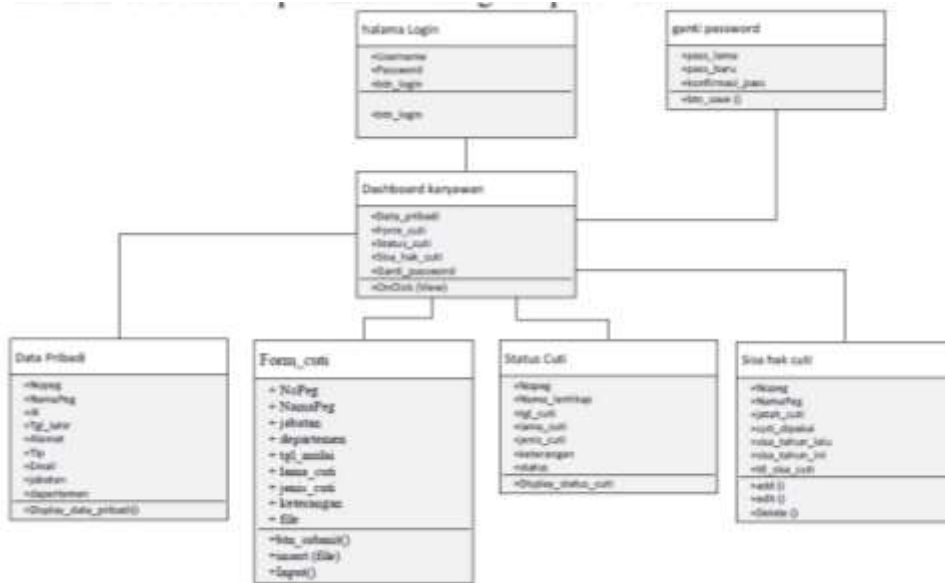 halama Login
+Username
+Password
+btn_login
+btn_login
ganti password
+pass_lama
+pass_baru
+konfirmasi_pass
+btn_save ()
Dashboard karyawan
+Data_pribadi
+Form_cuti
+Status_cuti
+Sisa_hak_cuti
+Ganti_password
+OnClick (View)
Data Pribadi
+Nopeg
+NamaPeg
+Tgl_lahir
+Alamat
+Tlp
+Email
+jabatan
+departemen
+Display_data_pribadi()
Form_cuti
+ NoPeg
+ NamaPeg
+ jabatan
+ departemen
+ tgl_mulai
+ lama_cuti
+ jenis_cuti
+ keterangan
+ file
+btn_submit()
+insert (file)
+Input()
Status Cuti
+Nopeg
+Nama_lengkap
+tgl_cuti
+lama_cuti
+jenis_cuti
+keterangan
+status
+Display_status_cuti
Sisa hak cuti
+Nopeg
+NamaPeg
+jatah_cuti
+cuti_dipakai
+sisa_tahun_lalu
+sisa_tahun_ini
+ttl_sisa_cuti
+add ()
+edit ()
+Delete ()